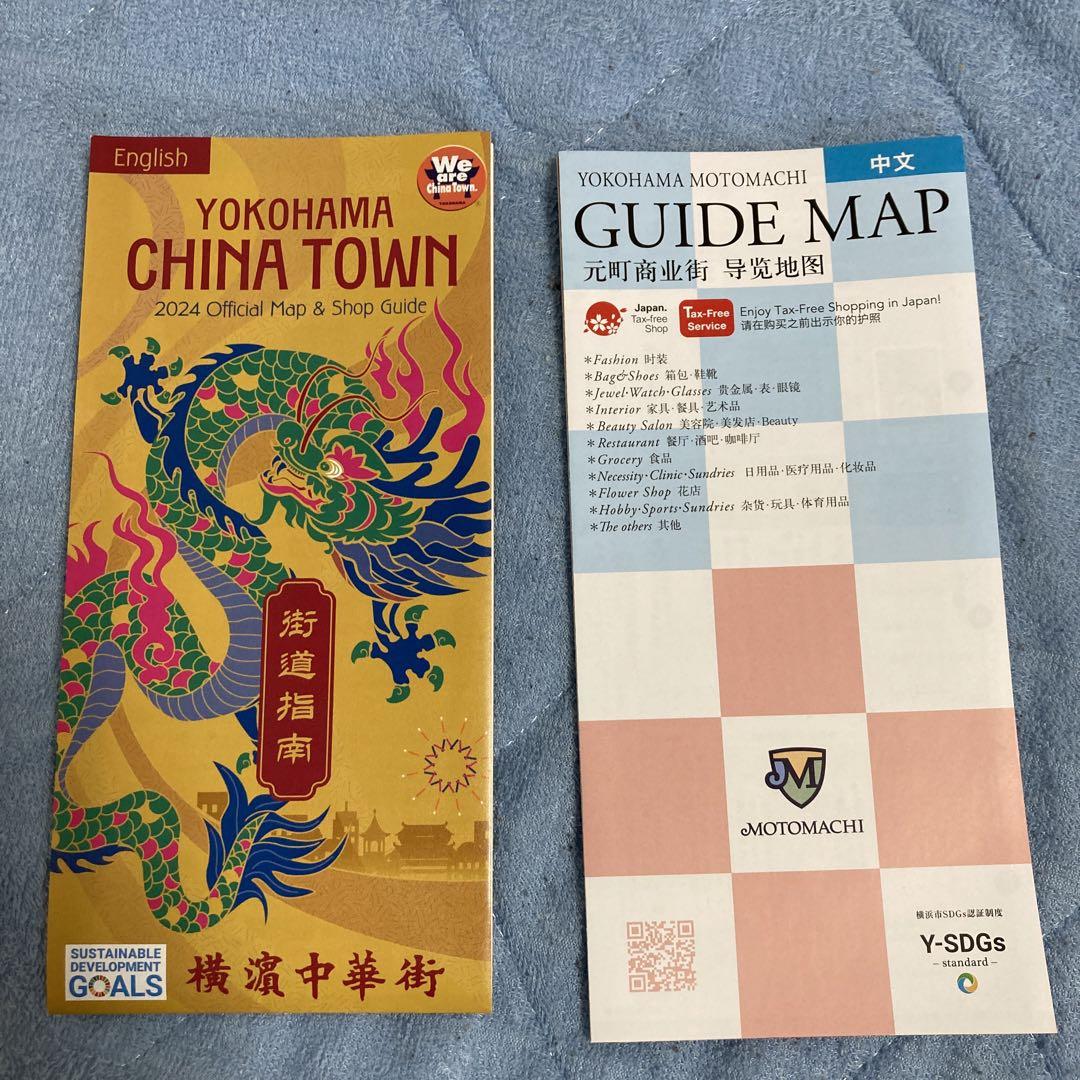 English
We
are
China Town.
YOKOHAMA
YOKOHAMA
CHINA TOWN
2024 Official Map & Shop Guide
街道指南
SUSTAINABLE
DEVELOPMENT
GOALS
橫濱中華街
中文
YOKOHAMA MOTOMACHI
GUIDE MAP
元町商业街 导览地图
Japan.
Tax-free
Shop
Tax-Free
Service
Enjoy Tax-Free Shopping in Japan!
请在购买之前出示你的护照
*Fashion 时装
*Bag&Shoes 箱包·鞋靴
*Jewel·Watch·Glasses 贵金属·表·眼镜
*Interior 家具·餐具·艺术品
*Beauty Salon 美容院·美发店·Beauty
*Restaurant 餐厅·酒吧·咖啡厅
*Grocery 食品
*Necessity·Clinic·Sundries 日用品·医疗用品·化妆品
*Flower Shop 花店
*Hobby·Sports·Sundries 杂货·玩具·体育用品
*The others 其他
JM
MOTOMACHI
横浜市SDGs認証制度
Y-SDGs
– standard –